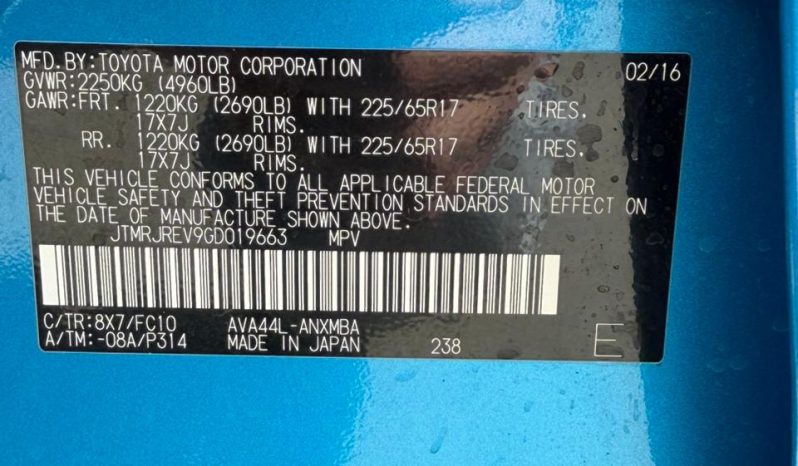 MFD.BY:TOYOTA MOTOR CORPORATION 02/16
GVWR:2250KG (4960LB)
GAWR:FRT. 1220KG (2690LB) WITH 225/65R17 TIRES.
17X7J RIMS.
RR. 1220KG (2690LB) WITH 225/65R17 TIRES.
17X7J RIMS.
THIS VEHICLE CONFORMS TO ALL APPLICABLE FEDERAL MOTOR
VEHICLE SAFETY AND THEFT PREVENTION STANDARDS IN EFFECT ON
THE DATE OF MANUFACTURE SHOWN ABOVE.
JTMRJREV9GD019663 MPV
C/TR:8X7/FC10 AVA44L-ANXMBA
A/TM:-08A/P314 MADE IN JAPAN 238 E